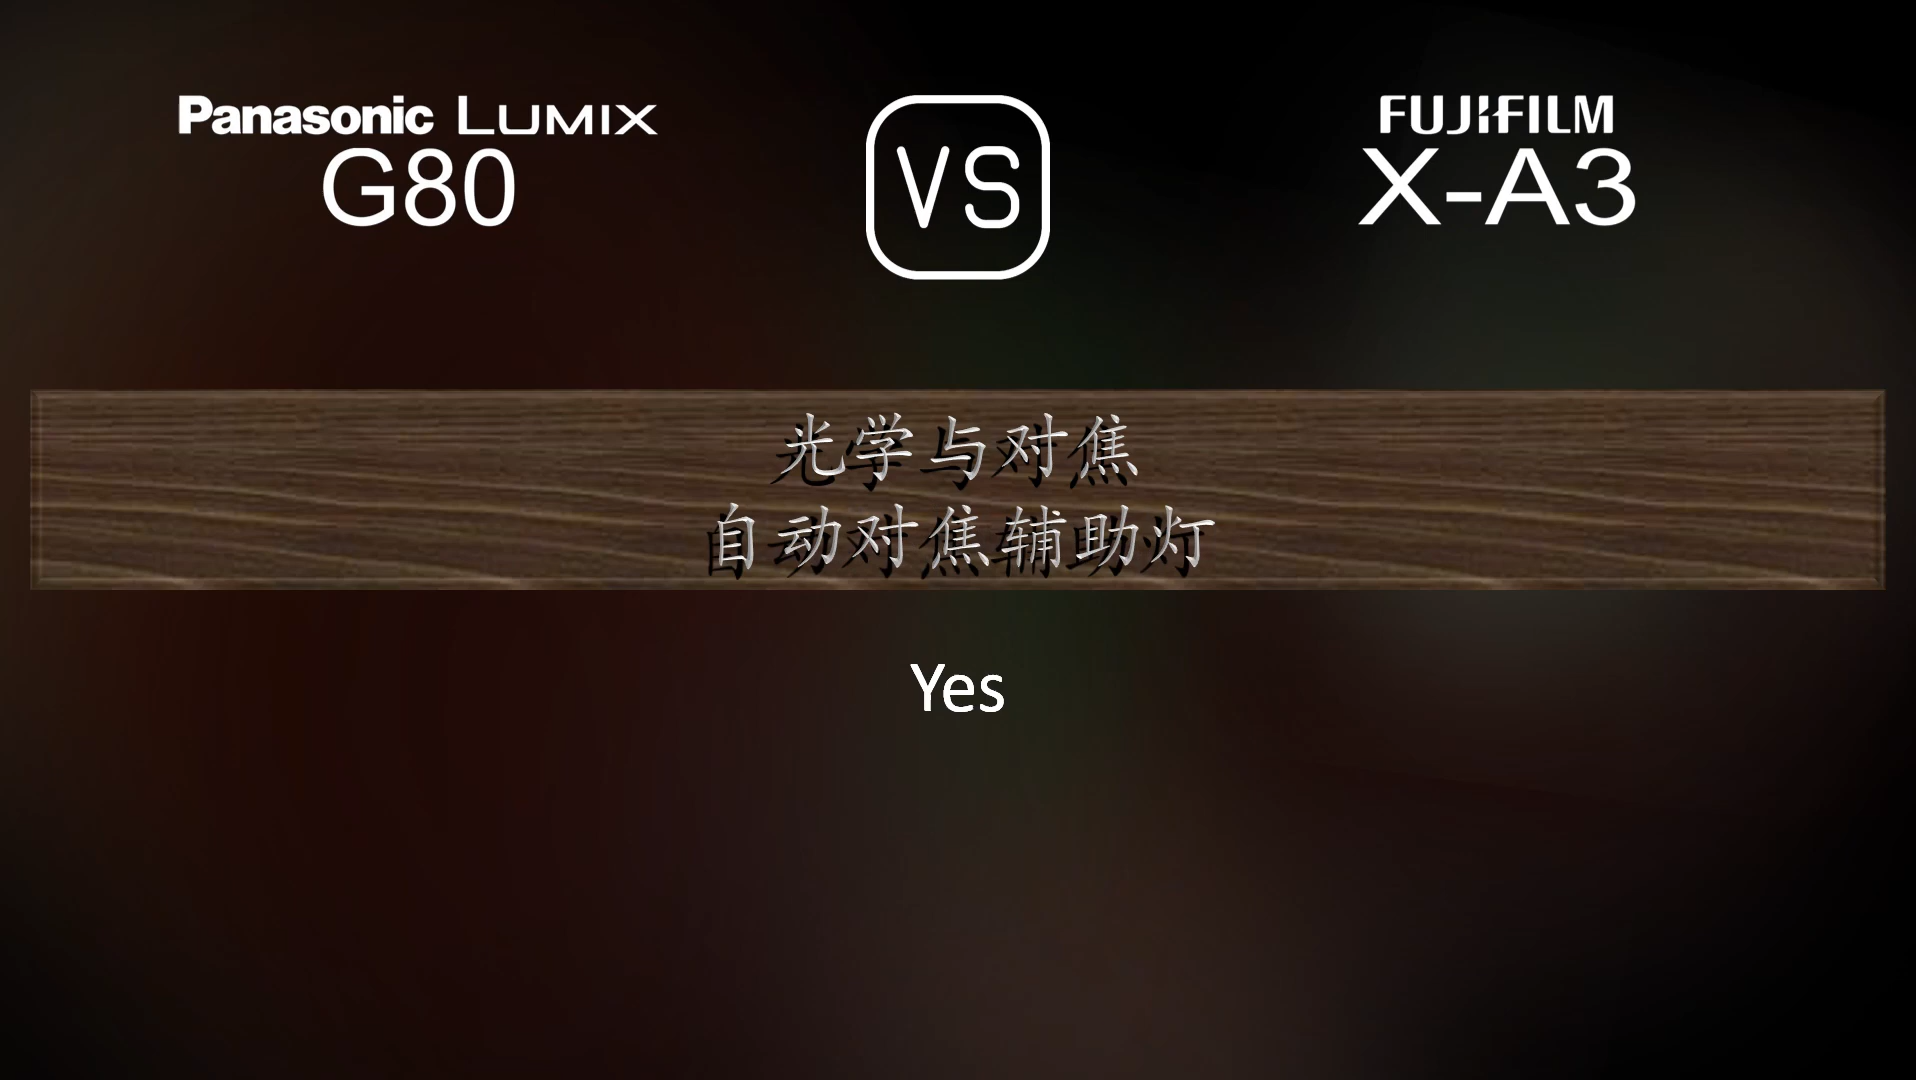 Panasonic LUMIX
G80
VS
FUJIFILM
X-A3
光学与对焦
自动对焦辅助灯
Yes